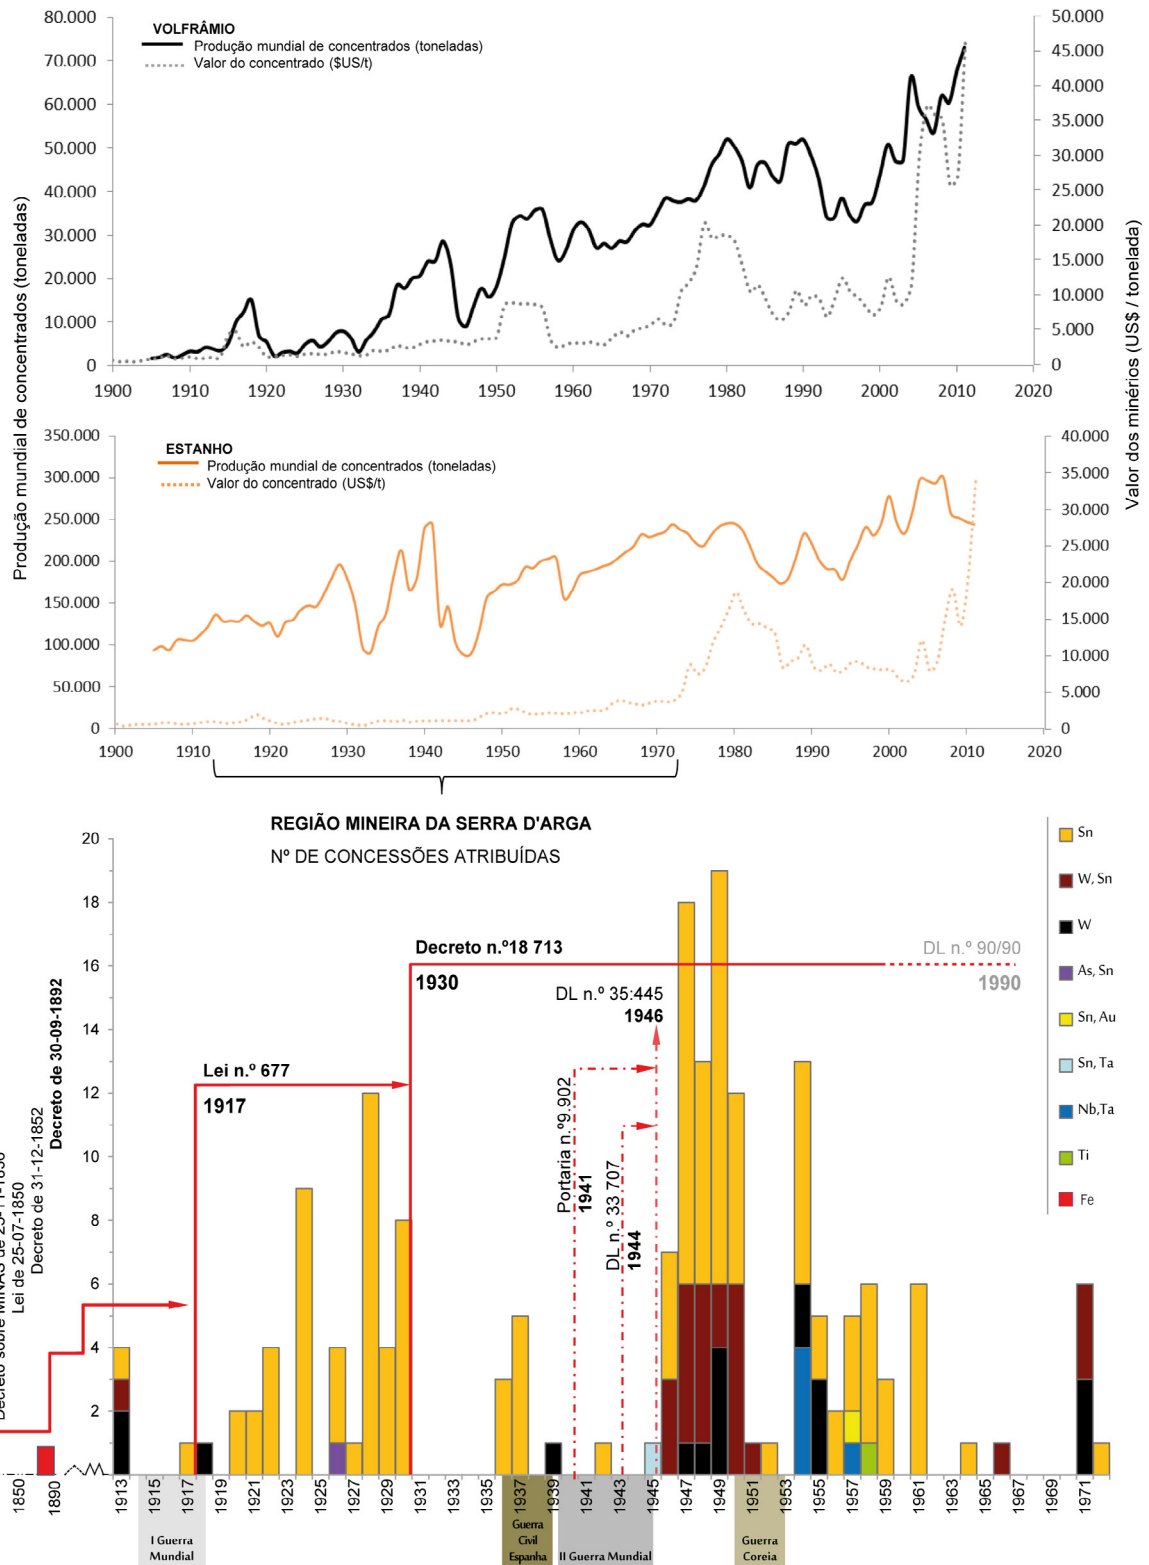 VOLFRÂMIO
Produção mundial de concentrados (toneladas)
Valor do concentrado ($US/t)
80.000
70.000
60.000
50.000
40.000
30.000
20.000
10.000
0
50.000
45.000
40.000
35.000
30.000
25.000
20.000
15.000
10.000
5.000
0
1900 1910 1920 1930 1940 1950 1960 1970 1980 1990 2000 2010 2020
Produção mundial de concentrados (toneladas)
Valor dos minérios (US$ / tonelada)
ESTANHO
Produção mundial de concentrados (toneladas)
Valor do concentrado (US$/t)
350.000
300.000
250.000
200.000
150.000
100.000
50.000
0
40.000
35.000
30.000
25.000
20.000
15.000
10.000
5.000
0
1900 1910 1920 1930 1940 1950 1960 1970 1980 1990 2000 2010 2020
REGIÃO MINEIRA DA SERRA D'ARGA
Nº DE CONCESSÕES ATRIBUÍDAS
20
18
16
14
12
10
8
6
4
2
Sn
W, Sn
W
As, Sn
Sn, Au
Sn, Ta
Nb,Ta
Ti
Fe
Lei de 25-07-1850
Decreto de 31-12-1852
Decreto de 30-09-1892
Lei n.º 677
1917
Decreto n.º18 713
1930
DL n.º 90/90
1990
DL n.º 35:445
1946
Portaria n.º9.902
1941
DL n.º 33 707
1944
1850 1890 1913 1915 1917 1919 1921 1923 1925 1927 1929 1931 1933 1935 1937 1939 1941 1943 1945 1947 1949 1951 1953 1955 1957 1959 1961 1963 1965 1967 1969 1971
I Guerra
Mundial
Guerra
Civil
Espanha
II Guerra Mundial
Guerra
Coreia